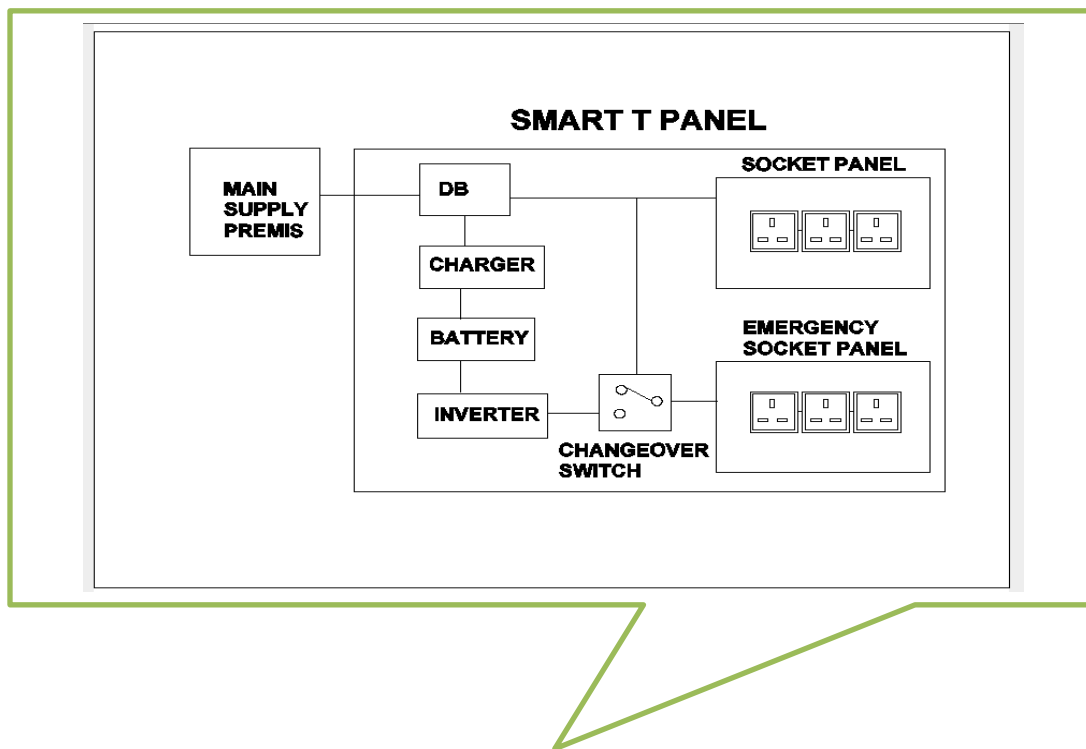 SMART T PANEL
MAIN
SUPPLY
PREMIS
DB
SOCKET PANEL
CHARGER
BATTERY
EMERGENCY
SOCKET PANEL
INVERTER
CHANGEOVER
SWITCH